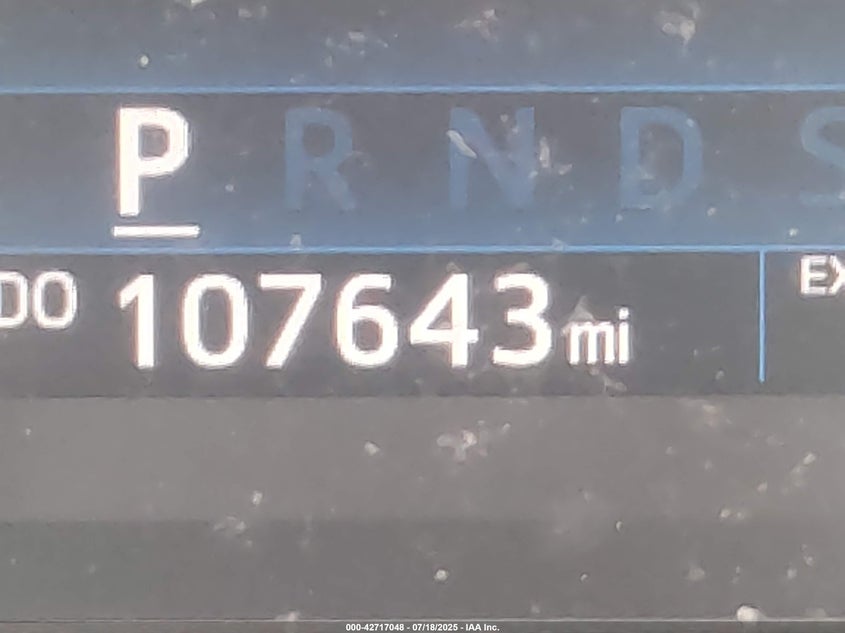 P R N D S
DO 107643 mi EX
000-42717048 - 07/18/2025 - IAA Inc.